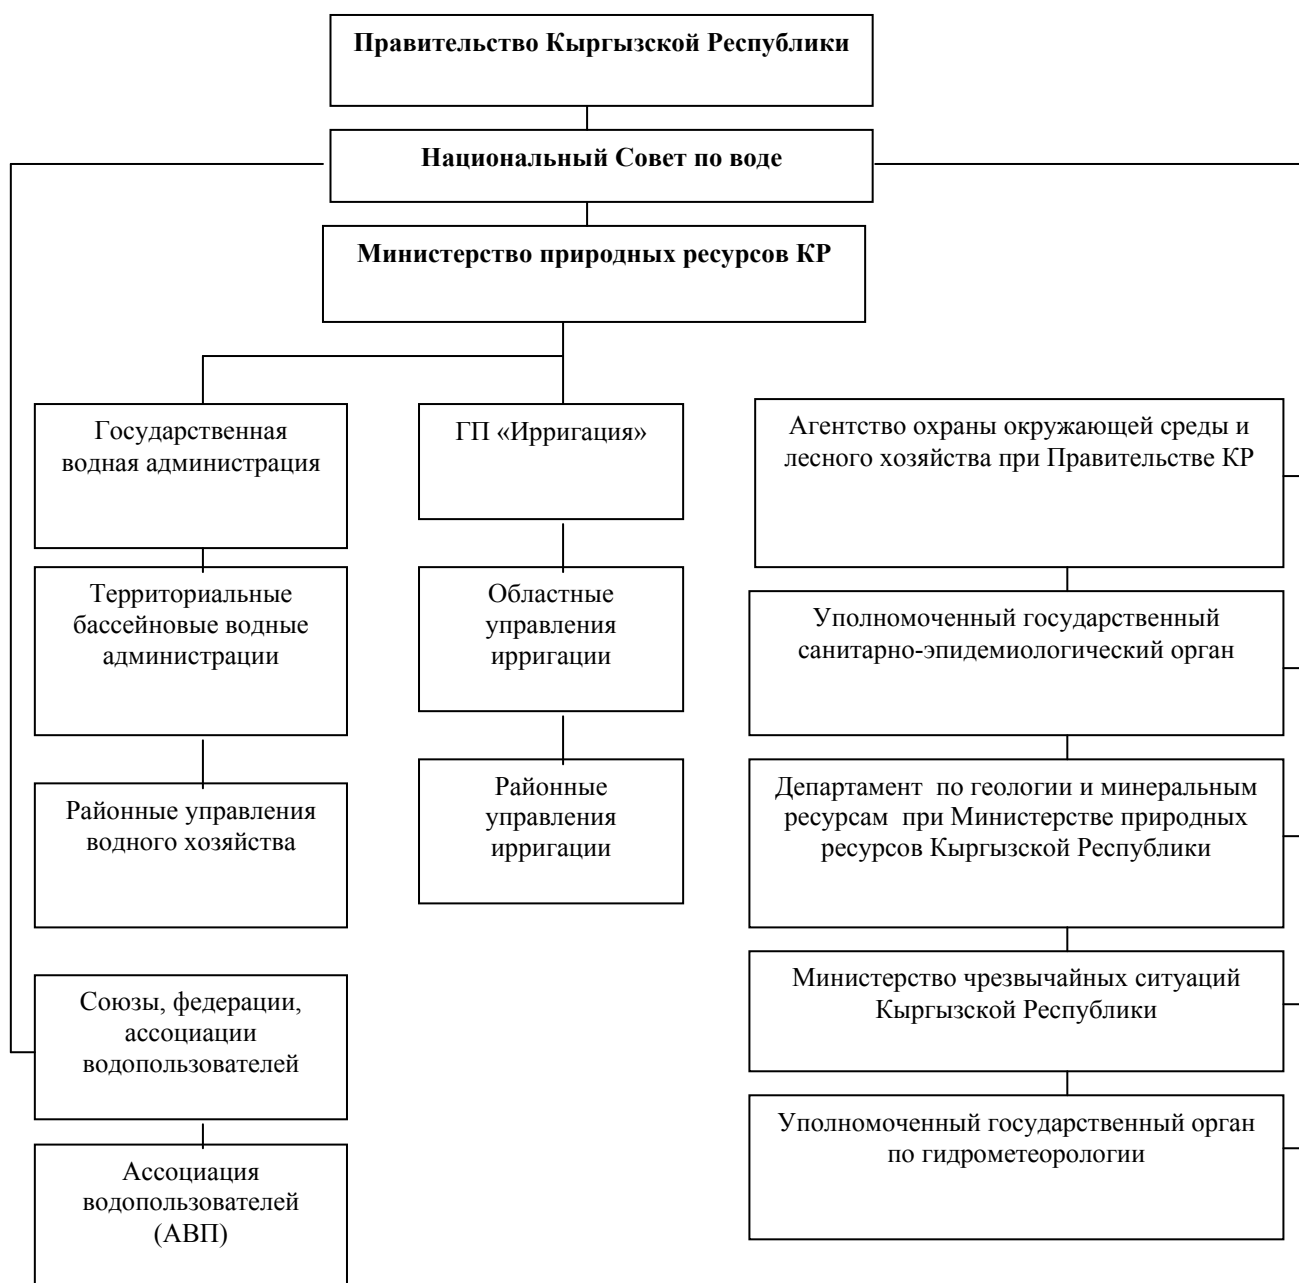 Правительство Кыргызской Республики
Национальный Совет по воде
Министерство природных ресурсов КР
Государственная
водная администрация
ГП «Ирригация»
Агентство охраны окружающей среды и
лесного хозяйства при Правительстве КР
Территориальные
бассейновые водные
администрации
Областные
управления
ирригации
Уполномоченный государственный
санитарно-эпидемиологический орган
Районные управления
водного хозяйства
Районные
управления
ирригации
Департамент по геологии и минеральным
ресурсам при Министерстве природных
ресурсов Кыргызской Республики
Союзы, федерации,
ассоциации
водопользователей
Министерство чрезвычайных ситуаций
Кыргызской Республики
Ассоциация
водопользователей
(АВП)
Уполномоченный государственный орган
по гидрометеорологии